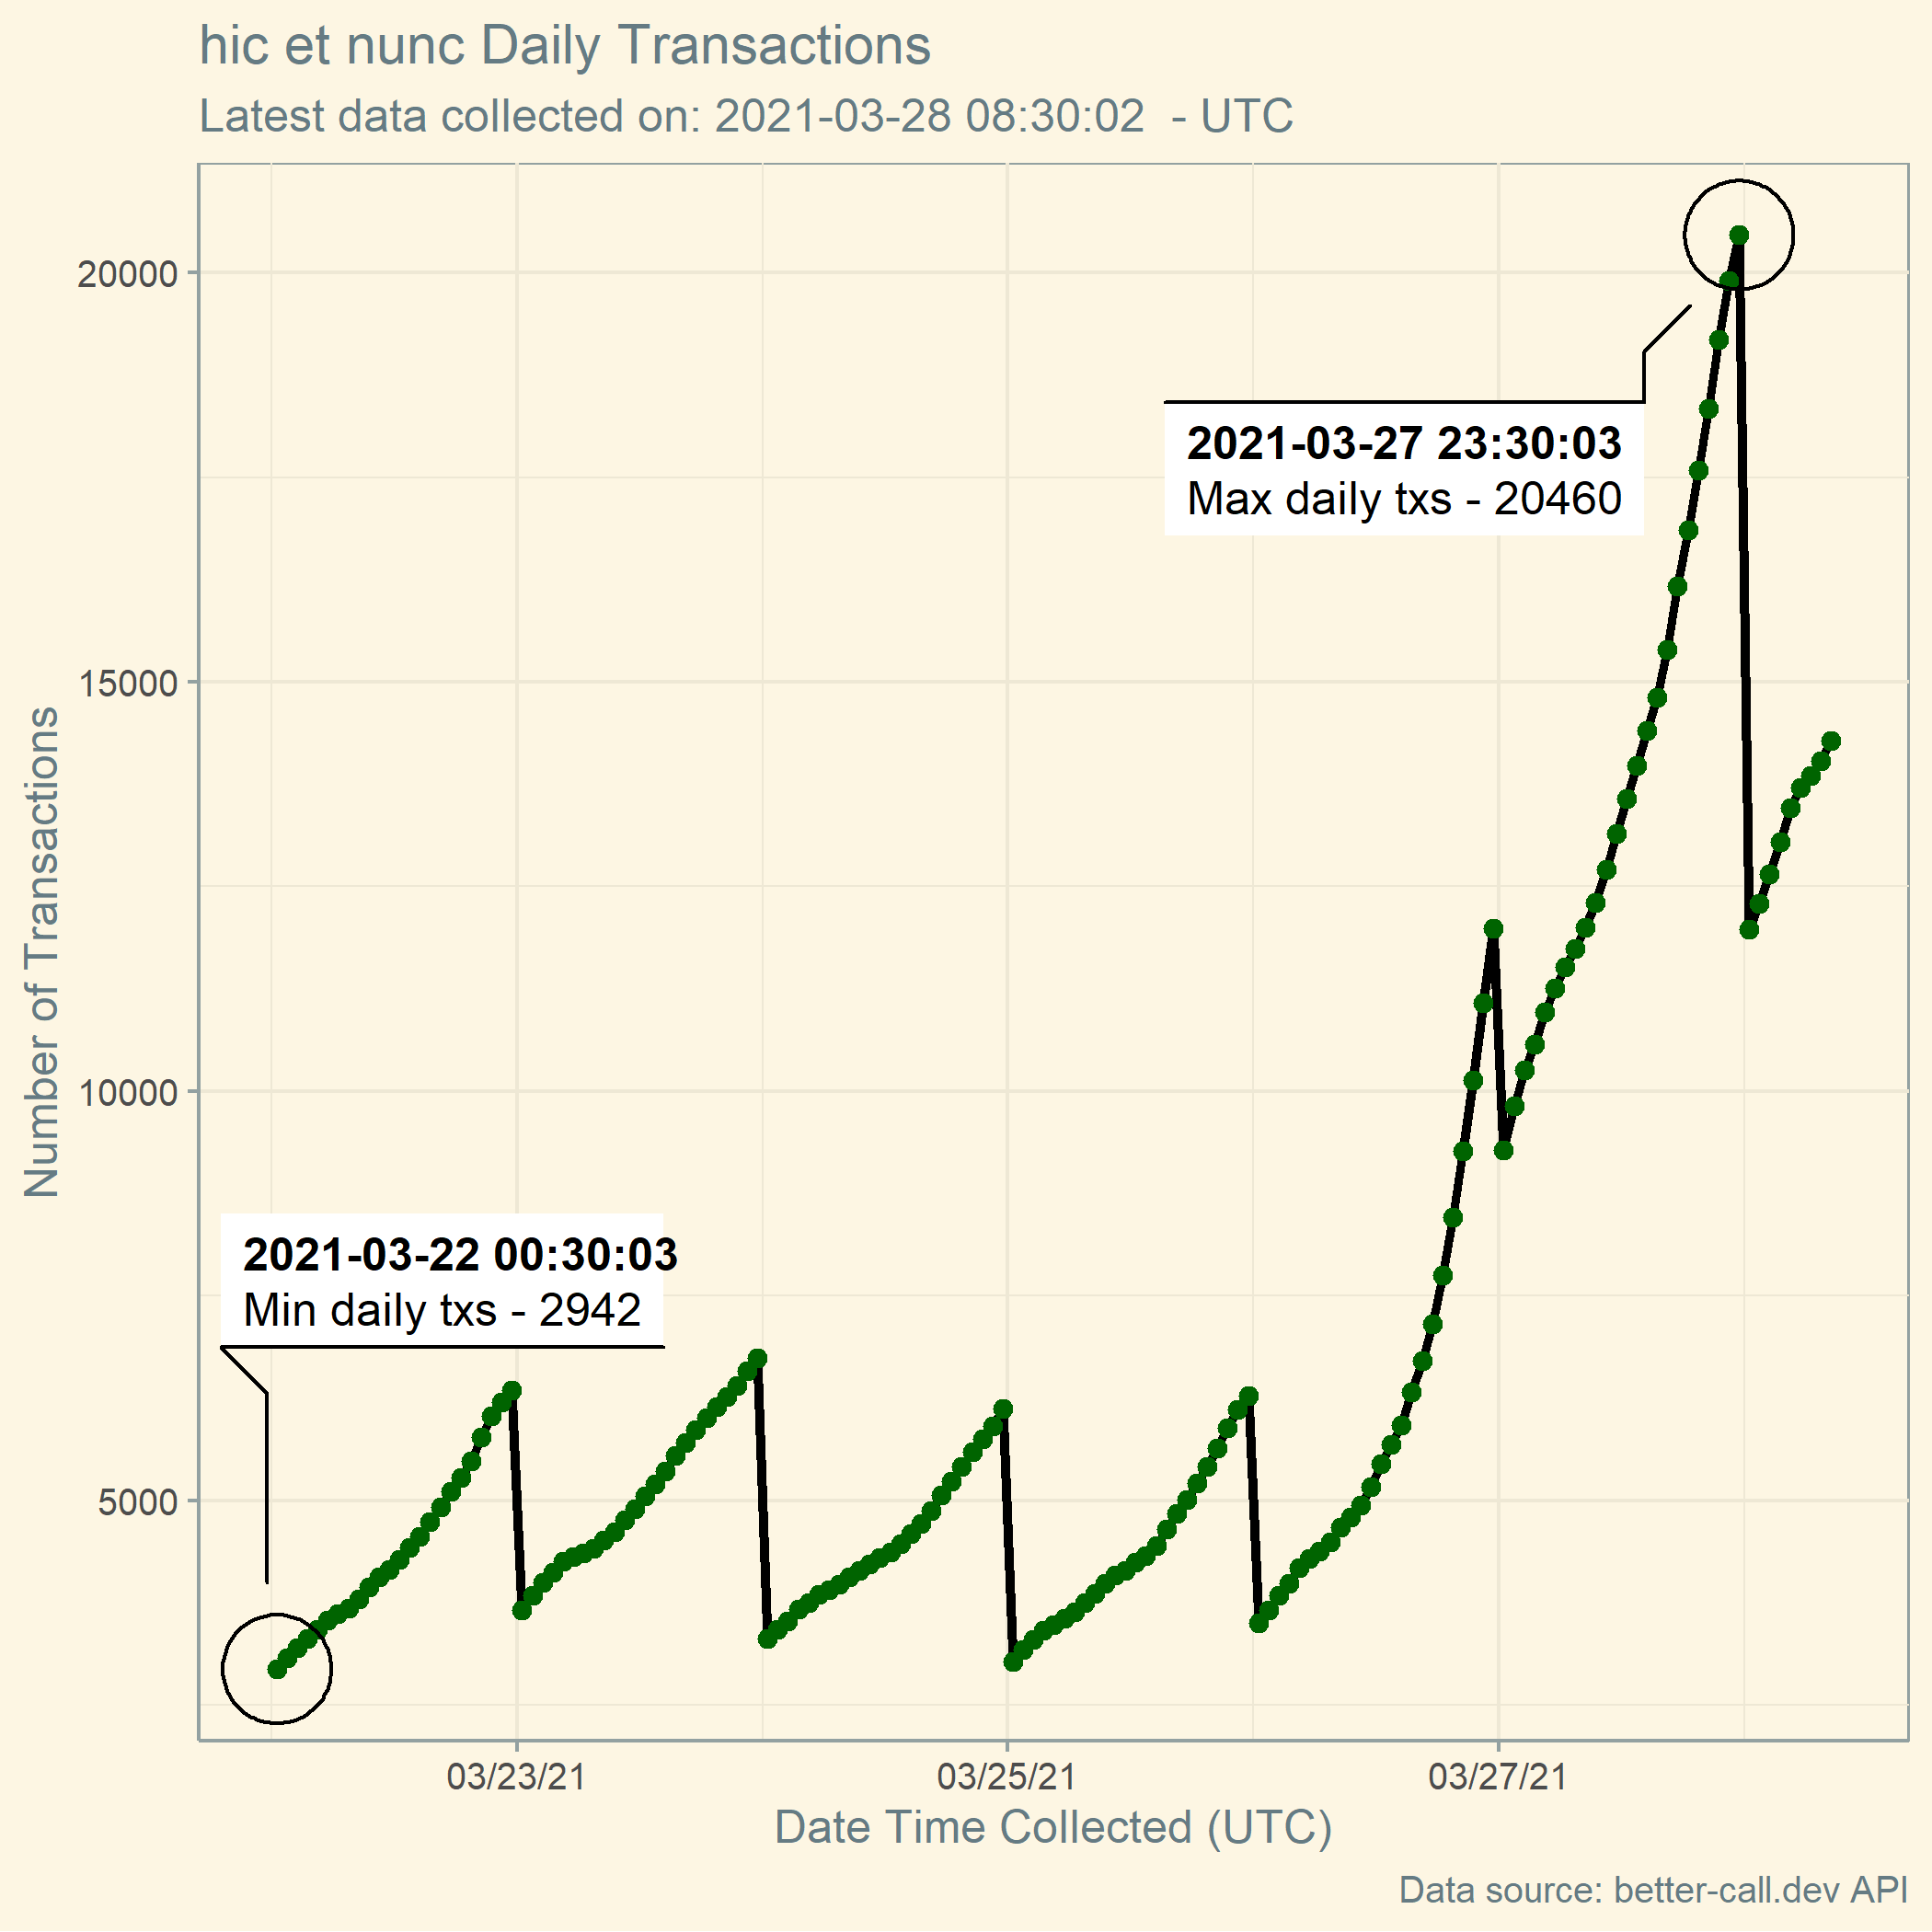 hic et nunc Daily Transactions
Latest data collected on: 2021-03-28 08:30:02  - UTC
Number of Transactions
20000
15000
10000
5000
2021-03-27 23:30:03
Max daily txs - 20460
2021-03-22 00:30:03
Min daily txs - 2942
03/23/21
03/25/21
03/27/21
Date Time Collected (UTC)
Data source: better-call.dev API